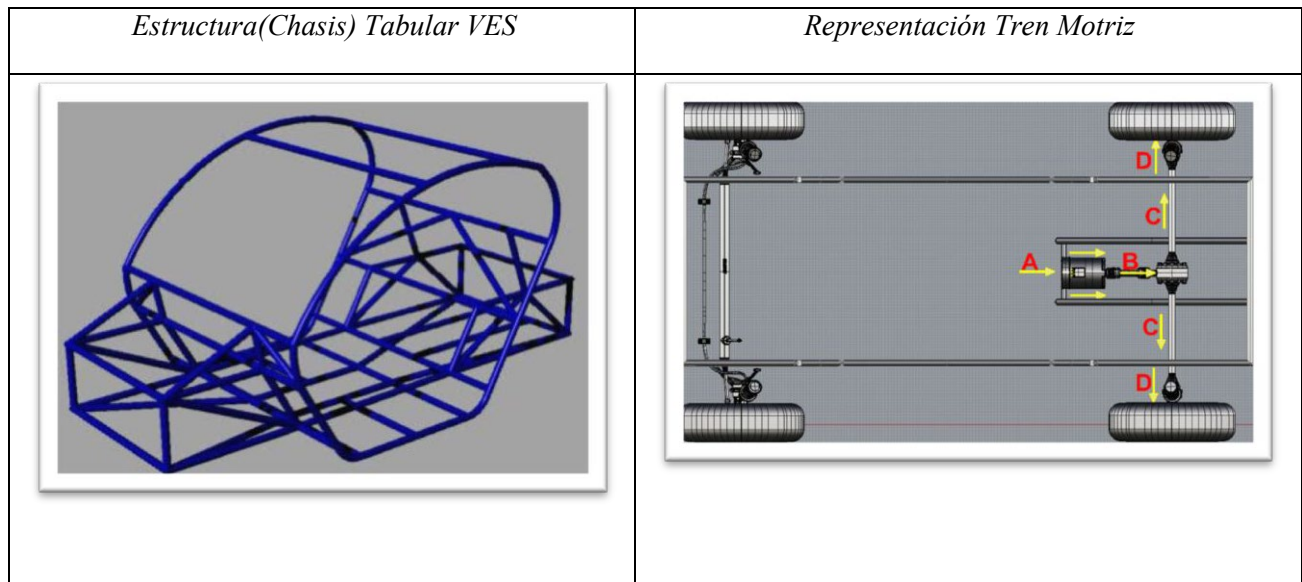 Estructura(Chasis) Tabular VES
Representación Tren Motriz
D
C
A
B
C
D